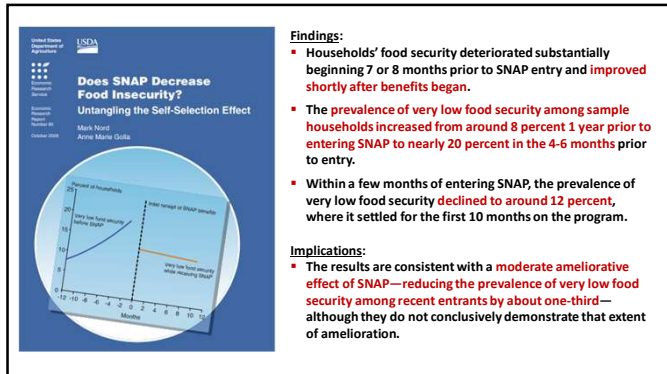 United States
Department of
Agriculture
USDA
Economic
Research
Service
Economic
Research
Report
Number 85
October 2009
Does SNAP Decrease
Food Insecurity?
Untangling the Self-Selection Effect
Mark Nord
Anne Marie Golla
Percent of households
25
20
15
10
5
0
Initial receipt of SNAP benefits
Very low food security
before SNAP
Very low food security
while receiving SNAP
-12 -10 -8 -6 -4 -2 0 2 4 6 8 10 12
Months
Findings:
▪ Households' food security deteriorated substantially
beginning 7 or 8 months prior to SNAP entry and improved
shortly after benefits began.
▪ The prevalence of very low food security among sample
households increased from around 8 percent 1 year prior to
entering SNAP to nearly 20 percent in the 4-6 months prior
to entry.
▪ Within a few months of entering SNAP, the prevalence of
very low food security declined to around 12 percent,
where it settled for the first 10 months on the program.
Implications:
▪ The results are consistent with a moderate ameliorative
effect of SNAP—reducing the prevalence of very low food
security among recent entrants by about one-third—
although they do not conclusively demonstrate that extent
of amelioration.